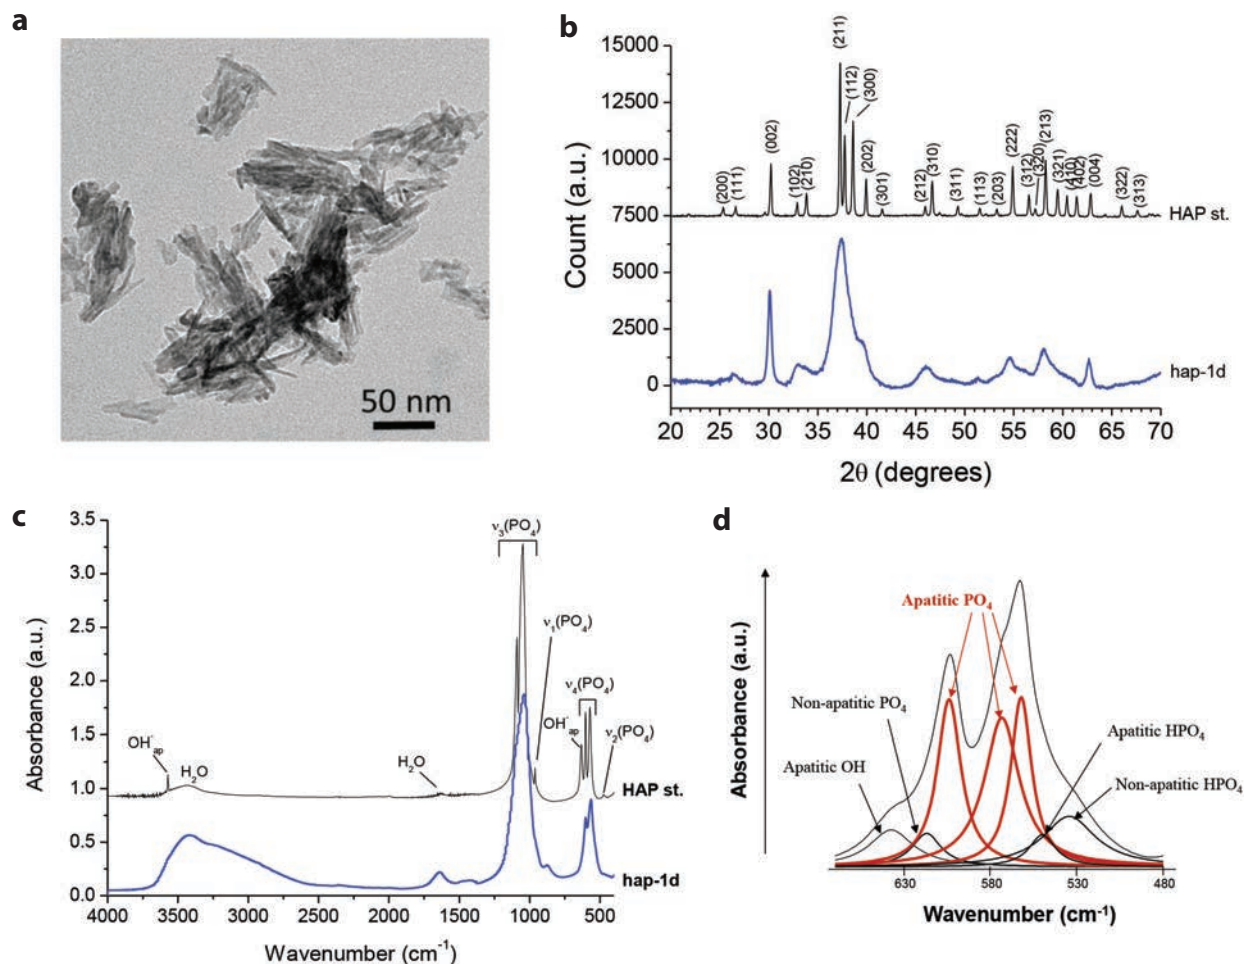 a
50 nm
b
Count (a.u.)
15000
12500
10000
7500
5000
2500
0
(200)
(111)
(002)
(102)
(210)
(211)
(112)
(300)
(202)
(301)
(212)
(310)
(311)
(113)
(203)
(222)
(312)
(320)
(213)
(321)
(410)
(402)
(004)
(322)
(313)
HAP st.
hap-1d
20 25 30 35 40 45 50 55 60 65 70
2θ (degrees)
c
Absorbance (a.u.)
3.5
3.0
2.5
2.0
1.5
1.0
0.5
0.0
ν3(PO4)
ν1(PO4)
ν4(PO4)
OH-ap
H2O
H2O
OH-ap
ν2(PO4)
HAP st.
hap-1d
4000 3500 3000 2500 2000 1500 1000 500
Wavenumber (cm-1)
d
Absorbance (a.u.)
Apatitic PO4
Non-apatitic PO4
Apatitic OH
Apatitic HPO4
Non-apatitic HPO4
630 580 530 480
Wavenumber (cm-1)